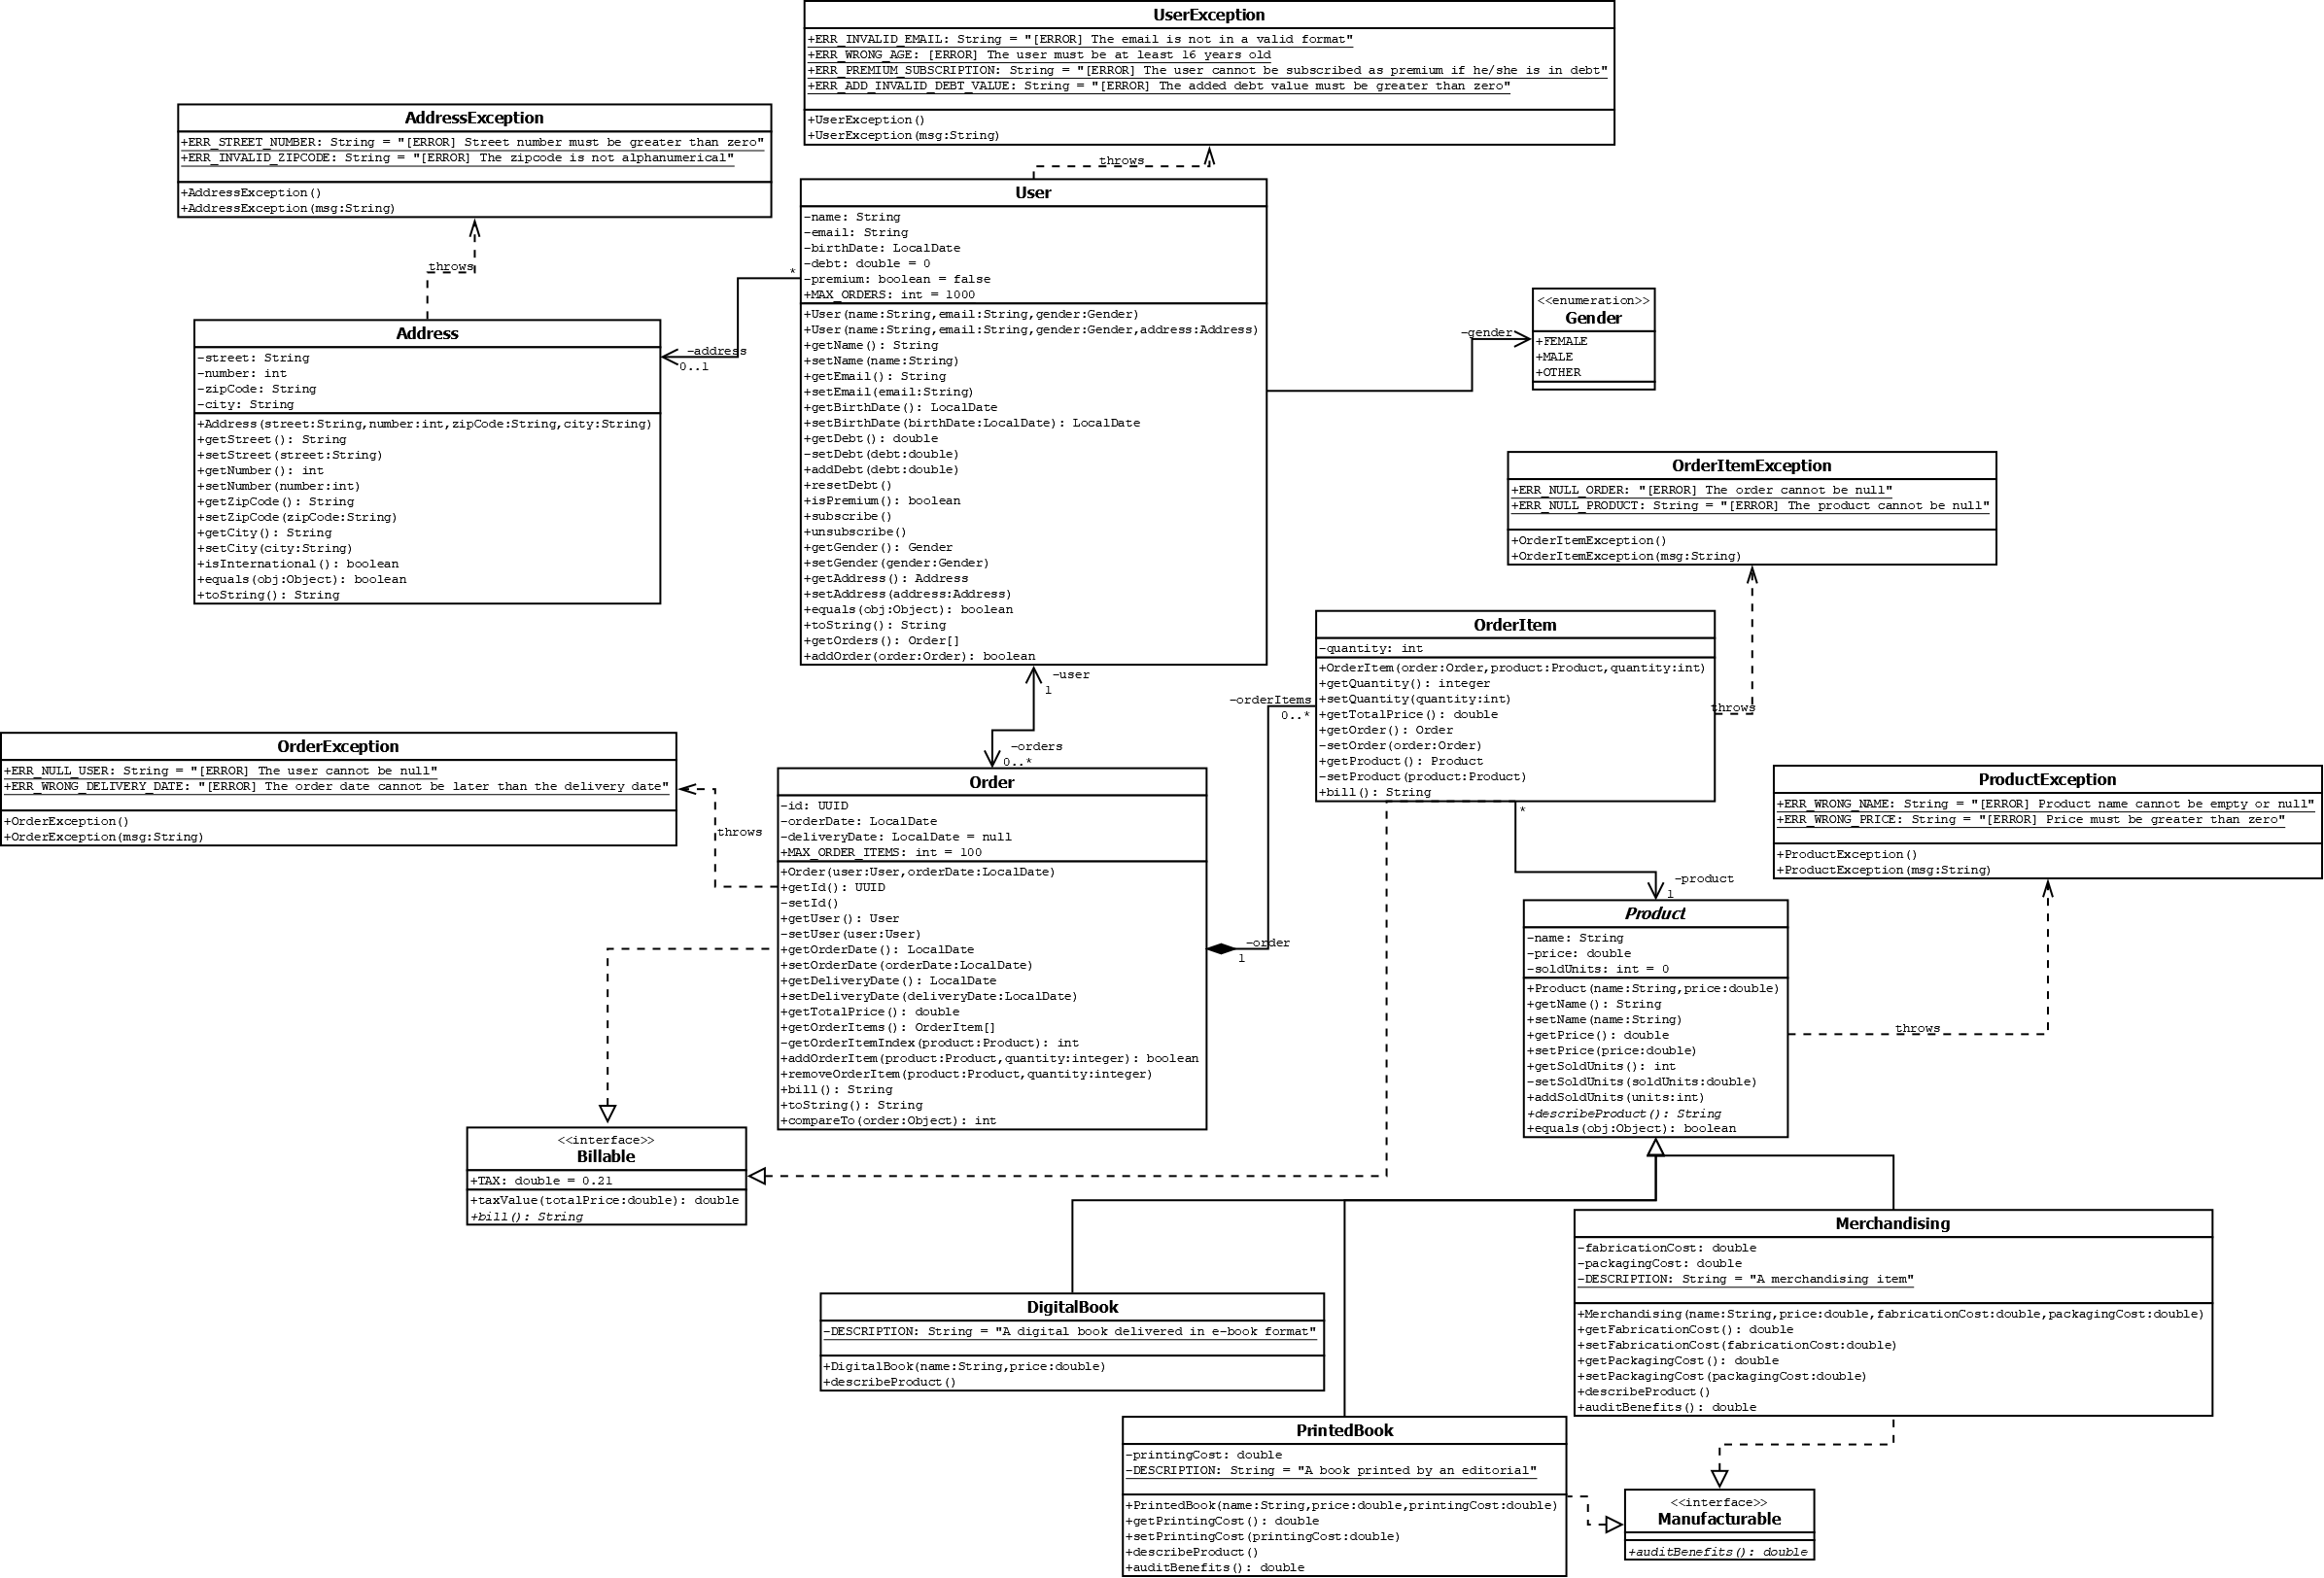 UserException
+ERR_INVALID_EMAIL: String = "[ERROR] The email is not in a valid format"
+ERR_WRONG_AGE: [ERROR] The user must be at least 16 years old
+ERR_PREMIUM_SUBSCRIPTION: String = "[ERROR] The user cannot be subscribed as premium if he/she is in debt"
+ERR_ADD_INVALID_DEBT_VALUE: String = "[ERROR] The added debt value must be greater than zero"
+UserException()
+UserException(msg:String)
throws
AddressException
+ERR_STREET_NUMBER: String = "[ERROR] Street number must be greater than zero"
+ERR_INVALID_ZIPCODE: String = "[ERROR] The zipcode is not alphanumerical"
+AddressException()
+AddressException(msg:String)
throws
User
-name: String
-email: String
-birthDate: LocalDate
-debt: double = 0
-premium: boolean = false
+MAX_ORDERS: int = 1000
+User(name:String,email:String,gender:Gender)
+User(name:String,email:String,gender:Gender,address:Address)
+getName(): String
+setName(name:String)
+getEmail(): String
+setEmail(email:String)
+getBirthDate(): LocalDate
+setBirthDate(birthDate:LocalDate): LocalDate
+getDebt(): double
-setDebt(debt:double)
+addDebt(debt:double)
+resetDebt()
+isPremium(): boolean
+subscribe()
+unsubscribe()
+getGender(): Gender
+setGender(gender:Gender)
+getAddress(): Address
+setAddress(address:Address)
+equals(obj:Object): boolean
+toString(): String
+getOrders(): Order[]
+addOrder(order:Order): boolean
*
-address
0..1
Address
-street: String
-number: int
-zipCode: String
-city: String
+Address(street:String,number:int,zipCode:String,city:String)
+getStreet(): String
+setStreet(street:String)
+getNumber(): int
+setNumber(number:int)
+getZipCode(): String
+setZipCode(zipCode:String)
+getCity(): String
+setCity(city:String)
+isInternational(): boolean
+equals(obj:Object): boolean
+toString(): String
-gender
<<enumeration>>
Gender
+FEMALE
+MALE
+OTHER
OrderItemException
+ERR_NULL_ORDER: "[ERROR] The order cannot be null"
+ERR_NULL_PRODUCT: String = "[ERROR] The product cannot be null"
+OrderItemException()
+OrderItemException(msg:String)
throws
OrderItem
-quantity: int
+OrderItem(order:Order,product:Product,quantity:int)
+getQuantity(): integer
+setQuantity(quantity:int)
+getTotalPrice(): double
+getOrder(): Order
-setOrder(order:Order)
+getProduct(): Product
-setProduct(product:Product)
+bill(): String
-user
1
-orders
0..*
-orderItems
0..*
-order
1
OrderException
+ERR_NULL_USER: String = "[ERROR] The user cannot be null"
+ERR_WRONG_DELIVERY_DATE: "[ERROR] The order date cannot be later than the delivery date"
+OrderException()
+OrderException(msg:String)
throws
Order
-id: UUID
-orderDate: LocalDate
-deliveryDate: LocalDate = null
+MAX_ORDER_ITEMS: int = 100
+Order(user:User,orderDate:LocalDate)
+getId(): UUID
-setId()
+getUser(): User
-setUser(user:User)
+getOrderDate(): LocalDate
+setOrderDate(orderDate:LocalDate)
+getDeliveryDate(): LocalDate
+setDeliveryDate(deliveryDate:LocalDate)
+getTotalPrice(): double
+getOrderItems(): OrderItem[]
-getOrderItemIndex(product:Product): int
+addOrderItem(product:Product,quantity:integer): boolean
+removeOrderItem(product:Product,quantity:integer)
+bill(): String
+toString(): String
+compareTo(order:Object): int
ProductException
+ERR_WRONG_NAME: String = "[ERROR] Product name cannot be empty or null"
+ERR_WRONG_PRICE: String = "[ERROR] Price must be greater than zero"
+ProductException()
+ProductException(msg:String)
throws
*
-product
1
Product
-name: String
-price: double
-soldUnits: int = 0
+Product(name:String,price:double)
+getName(): String
+setName(name:String)
+getPrice(): double
+setPrice(price:double)
+getSoldUnits(): int
-setSoldUnits(soldUnits:double)
+addSoldUnits(units:int)
+describeProduct(): String
+equals(obj:Object): boolean
<<interface>>
Billable
+TAX: double = 0.21
+taxValue(totalPrice:double): double
+bill(): String
DigitalBook
-DESCRIPTION: String = "A digital book delivered in e-book format"
+DigitalBook(name:String,price:double)
+describeProduct()
Merchandising
-fabricationCost: double
-packagingCost: double
-DESCRIPTION: String = "A merchandising item"
+Merchandising(name:String,price:double,fabricationCost:double,packagingCost:double)
+getFabricationCost(): double
+setFabricationCost(fabricationCost:double)
+getPackagingCost(): double
+setPackagingCost(packagingCost:double)
+describeProduct()
+auditBenefits(): double
PrintedBook
-printingCost: double
-DESCRIPTION: String = "A book printed by an editorial"
+PrintedBook(name:String,price:double,printingCost:double)
+getPrintingCost(): double
+setPrintingCost(printingCost:double)
+describeProduct()
+auditBenefits(): double
<<interface>>
Manufacturable
+auditBenefits(): double